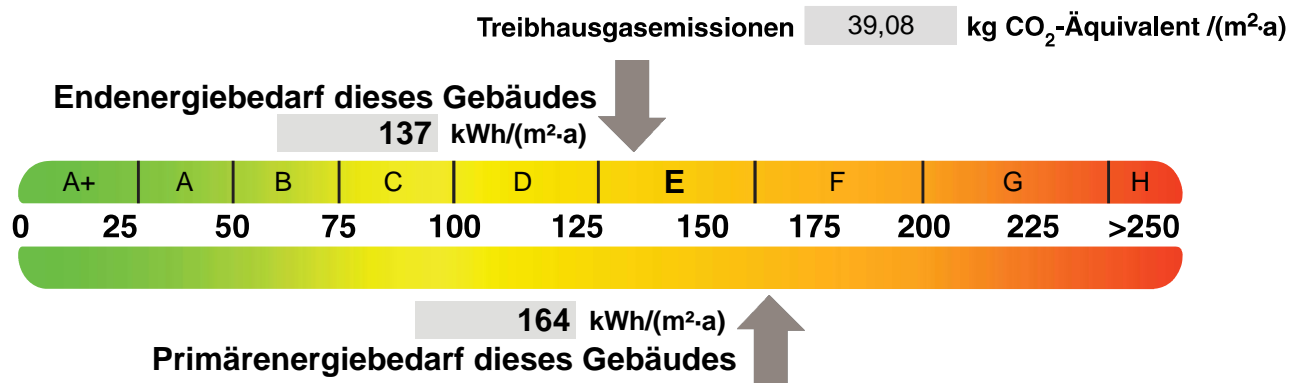 Treibhausgasemissionen 39,08 kg CO₂-Äquivalent /(m²·a)
Endenergiebedarf dieses Gebäudes
137 kWh/(m²·a)
A+ A B C D E F G H
0 25 50 75 100 125 150 175 200 225 >250
164 kWh/(m²·a)
Primärenergiebedarf dieses Gebäudes